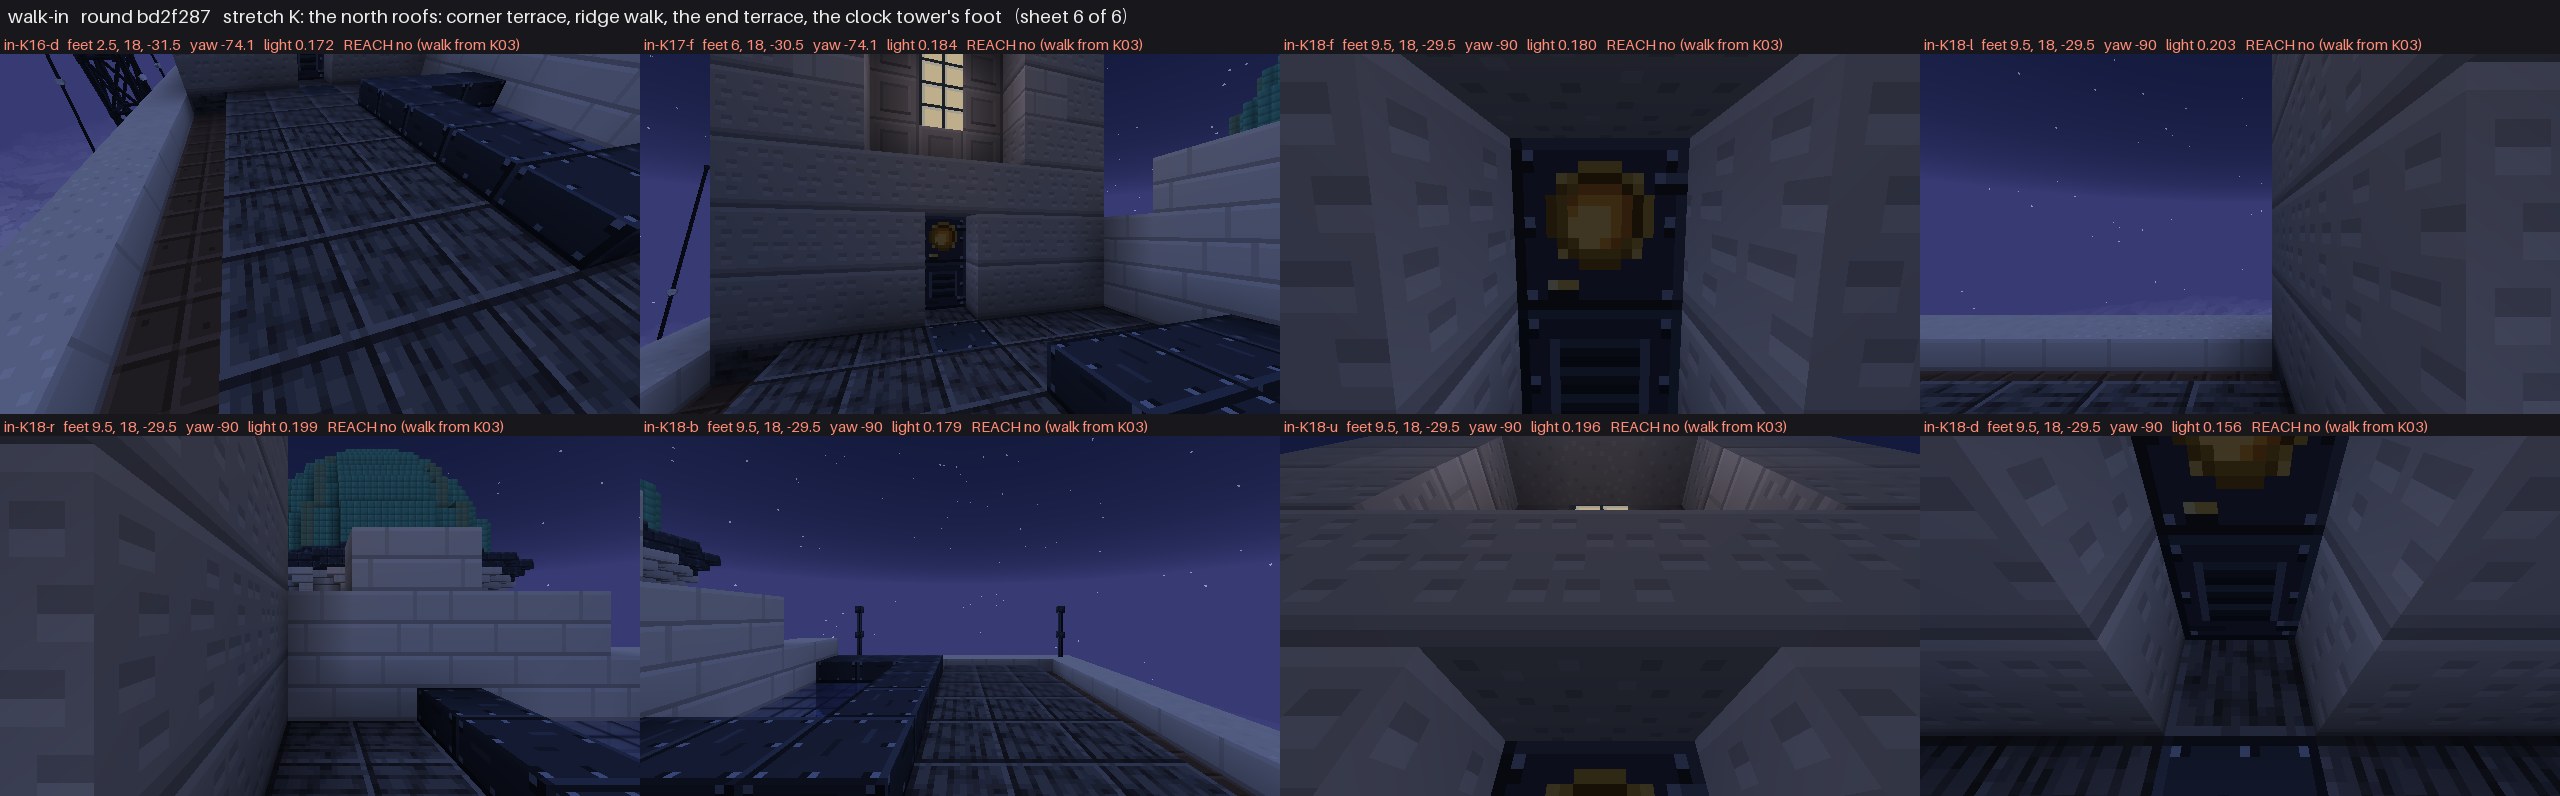 walk-in round bd2f287 stretch K: the north roofs: corner terrace, ridge walk, the end terrace, the clock tower's foot (sheet 6 of 6)
in-K16-d feet 2.5, 18, -31.5 yaw -74.1 light 0.172 REACH no (walk from K03)
in-K17-f feet 6, 18, -30.5 yaw -74.1 light 0.184 REACH no (walk from K03)
in-K18-f feet 9.5, 18, -29.5 yaw -90 light 0.180 REACH no (walk from K03)
in-K18-l feet 9.5, 18, -29.5 yaw -90 light 0.203 REACH no (walk from K03)
in-K18-r feet 9.5, 18, -29.5 yaw -90 light 0.199 REACH no (walk from K03)
in-K18-b feet 9.5, 18, -29.5 yaw -90 light 0.179 REACH no (walk from K03)
in-K18-u feet 9.5, 18, -29.5 yaw -90 light 0.196 REACH no (walk from K03)
in-K18-d feet 9.5, 18, -29.5 yaw -90 light 0.156 REACH no (walk from K03)